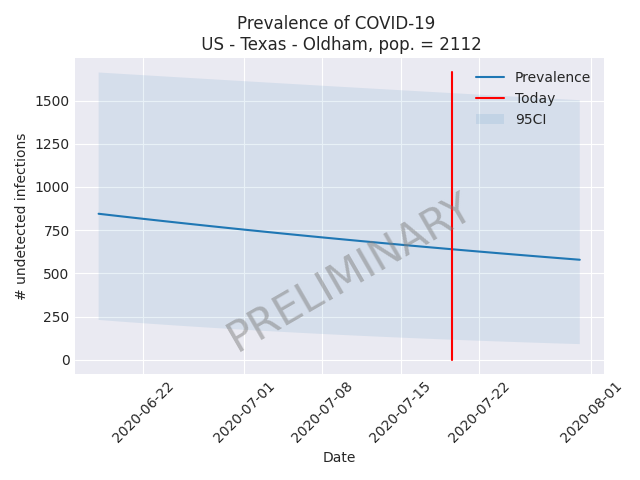 Prevalence of COVID-19
US - Texas - Oldham, pop. = 2112
Prevalence
Today
95CI
1500
1250
1000
750
500
250
0
# undetected infections
PRELIMINARY
2020-06-22
2020-07-01
2020-07-08
2020-07-15
2020-07-22
2020-08-01
Date